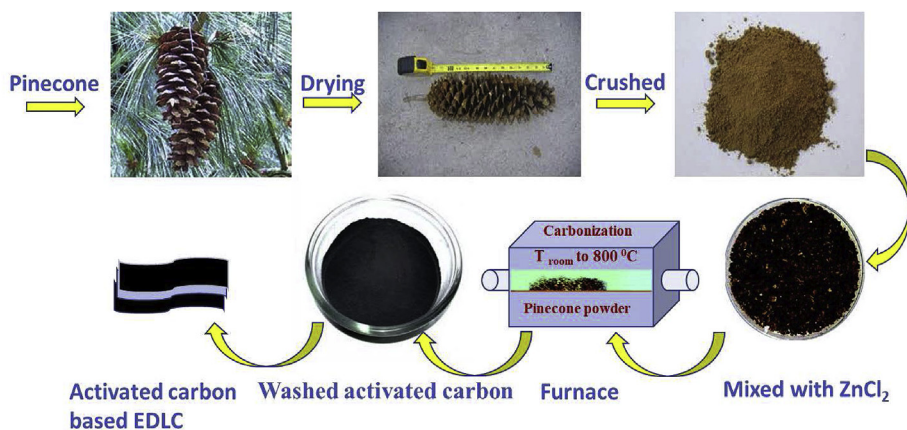 Pinecone
Drying
Crushed
Carbonization
T room to 800 ⁰C
Pinecone powder
Activated carbon
based EDLC
Washed activated carbon
Furnace
Mixed with ZnCl₂